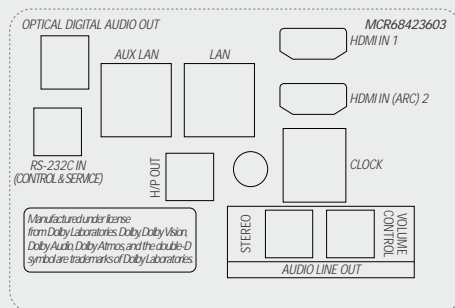 OPTICAL DIGITAL AUDIO OUT
MCR68423603
HDMI IN 1
AUX LAN
LAN
HDMI IN (ARC) 2
RS-232C IN
(CONTROL & SERVICE)
H/P OUT
CLOCK
Manufactured under license
from Dolby Laboratories. Dolby, Dolby Vision,
Dolby Audio, Dolby Atmos, and the double-D
symbol are trademarks of Dolby Laboratories.
STEREO
VOLUME
CONTROL
AUDIO LINE OUT